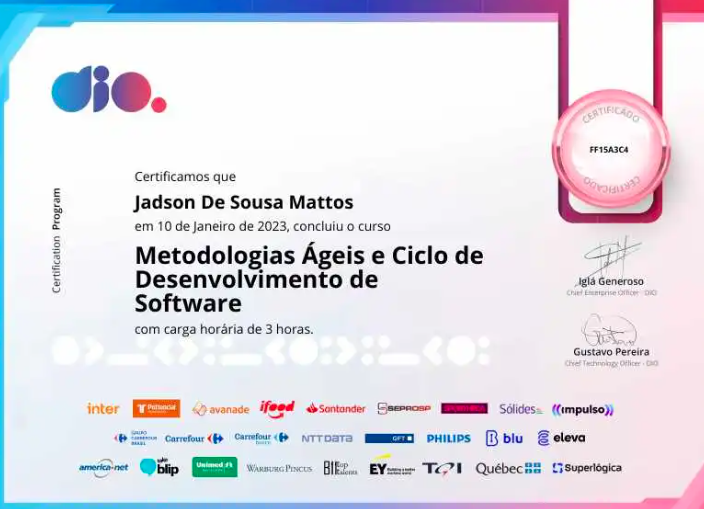 dio.
CERTIFICADO
FF15A3C4
CERTIFICADO
Certification Program
Certificamos que
Jadson De Sousa Mattos
em 10 de Janeiro de 2023, concluiu o curso
Metodologias Ágeis e Ciclo de
Desenvolvimento de
Software
com carga horária de 3 horas.
Iglá Generoso
Chief Enterprise Officer - DIO
Gustavo Pereira
Chief Technology Officer - DIO
inter Potencial avanade ifood Santander SEPROSP Sólides impulso
GRUPO CARREFOUR BRASIL Carrefour Carrefour NTT DATA GFT PHILIPS blu eleva
america-net blip Unimed WARBURG PINCUS Top Talents EY TQI Québec Superlógica